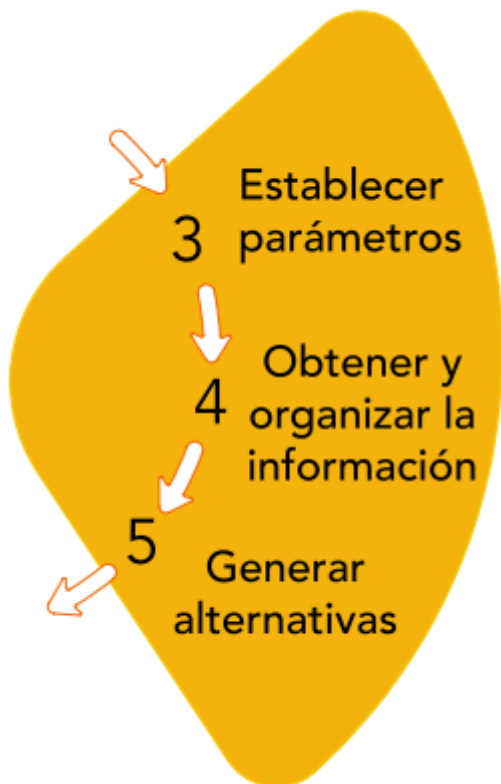 3
Establecer
parámetros
4
Obtener y
organizar la
información
5
Generar
alternativas